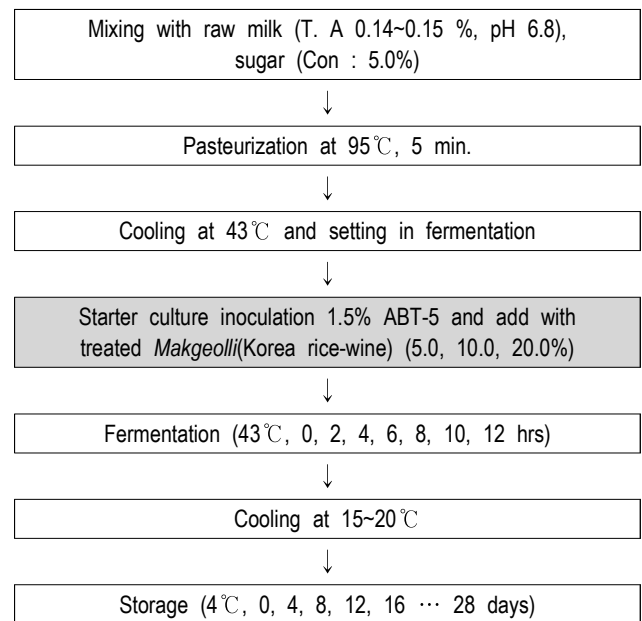 Mixing with raw milk (T. A 0.14~0.15 %, pH 6.8),
sugar (Con : 5.0%)
↓
Pasteurization at 95℃, 5 min.
↓
Cooling at 43℃ and setting in fermentation
↓
Starter culture inoculation 1.5% ABT-5 and add with
treated Makgeolli(Korea rice-wine) (5.0, 10.0, 20.0%)
↓
Fermentation (43℃, 0, 2, 4, 6, 8, 10, 12 hrs)
↓
Cooling at 15~20℃
↓
Storage (4℃, 0, 4, 8, 12, 16 ⋯ 28 days)